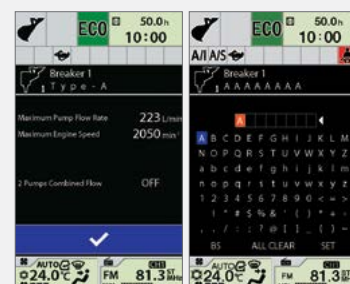 ECO 50.0h
10:00
Breaker 1
1 Type-A
Maximum Pump Flow Rate 223 L/min
Maximum Engine Speed 2050 min⁻¹
2 Pumps Combined Flow OFF
AUTO
24.0℃ FM 81.3 MHz ST
ECO 50.0h
10:00
A/I A/S
Breaker 1
1 AAAAAAAA
A
A B C D E F G H I J K L M
N O P Q R S T U V W X Y Z
a b c d e f g h i j k l m
n o p q r s t u v w x y z
1 2 3 4 5 6 7 8 9 0 < = >
! " # $ % & ' ( ) * + -
, . / : ; ? @ [ ] _ { } ~
BS ALL CLEAR SET
AUTO
24.0℃ FM 81.3 ST